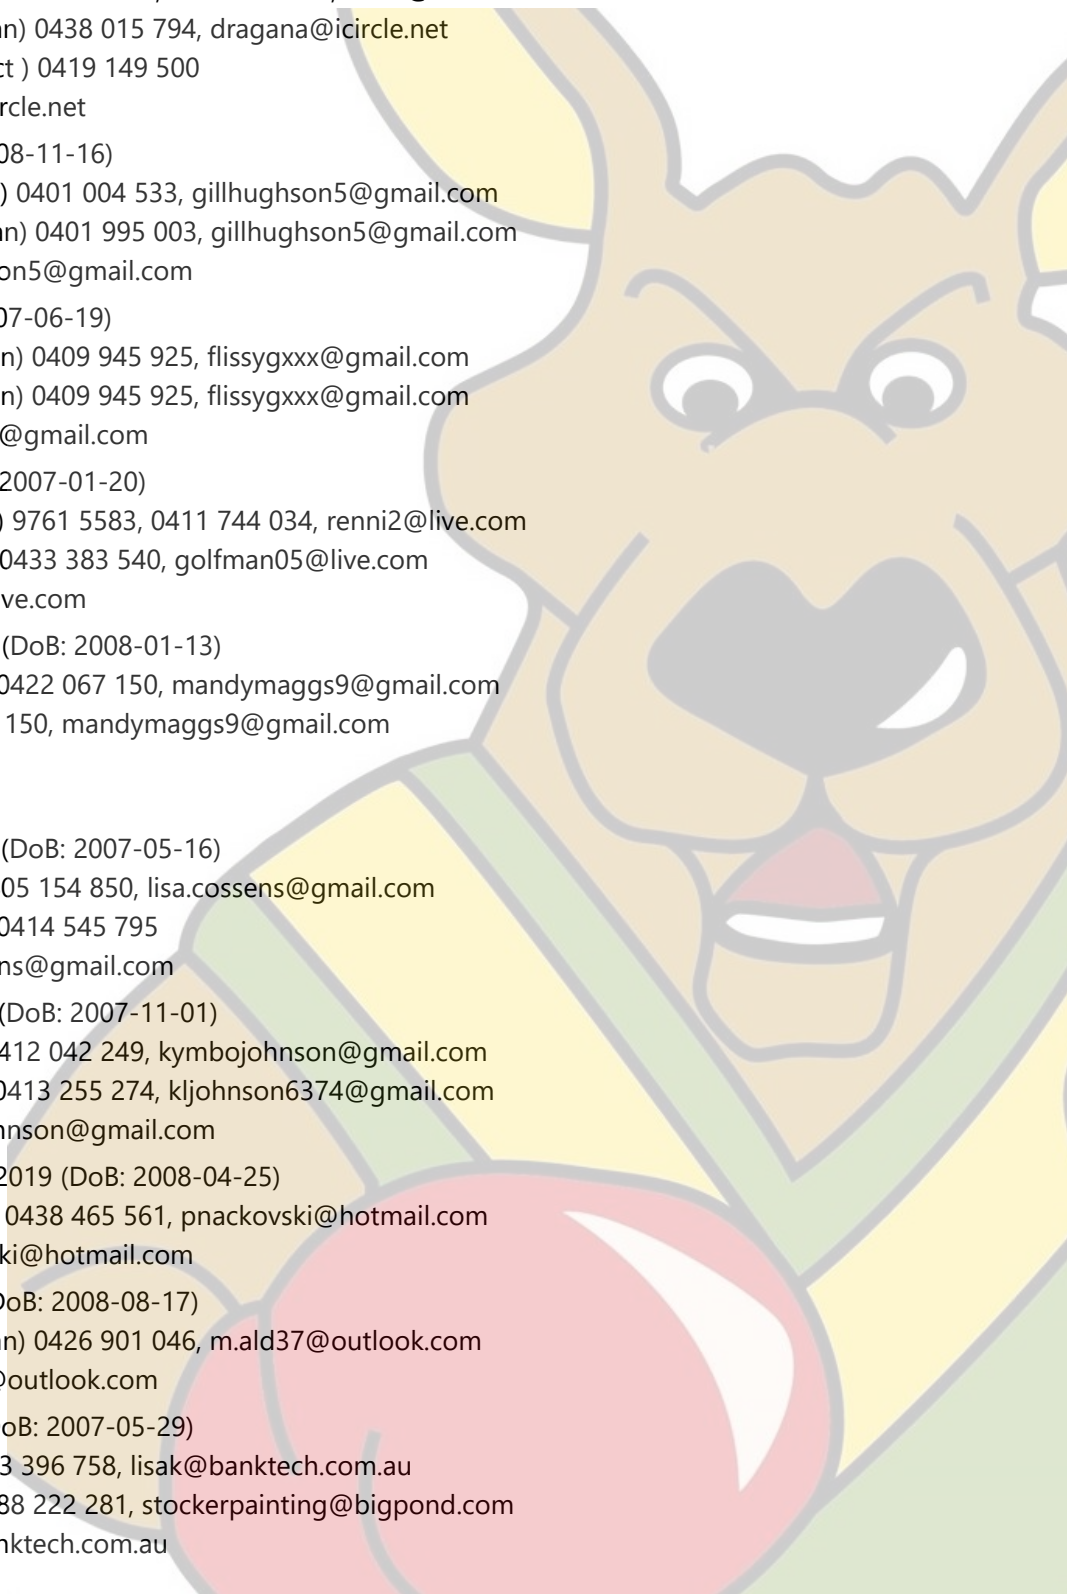 an) 0438 015 794, dragana@icircle.net
ct ) 0419 149 500
rcle.net
08-11-16)
) 0401 004 533, gillhughson5@gmail.com
an) 0401 995 003, gillhughson5@gmail.com
on5@gmail.com
07-06-19)
n) 0409 945 925, flissygxxx@gmail.com
n) 0409 945 925, flissygxxx@gmail.com
@gmail.com
2007-01-20)
) 9761 5583, 0411 744 034, renni2@live.com
0433 383 540, golfman05@live.com
ve.com
(DoB: 2008-01-13)
0422 067 150, mandymaggs9@gmail.com
150, mandymaggs9@gmail.com
(DoB: 2007-05-16)
05 154 850, lisa.cossens@gmail.com
0414 545 795
ns@gmail.com
(DoB: 2007-11-01)
412 042 249, kymbojohnson@gmail.com
0413 255 274, kljohnson6374@gmail.com
hnson@gmail.com
2019 (DoB: 2008-04-25)
0438 465 561, pnackovski@hotmail.com
ki@hotmail.com
DoB: 2008-08-17)
an) 0426 901 046, m.ald37@outlook.com
@outlook.com
oB: 2007-05-29)
3 396 758, lisak@banktech.com.au
88 222 281, stockerpainting@bigpond.com
nktech.com.au